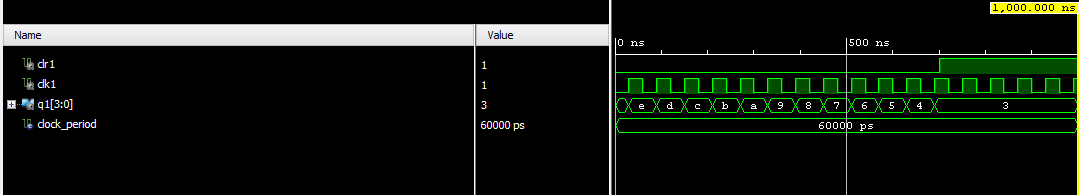 1,000.000 ns
Name Value
0 ns 500 ns
clr1 1
clk1 1
q1[3:0] 3 e d c b a 9 8 7 6 5 4 3
clock_period 60000 ps 60000 ps